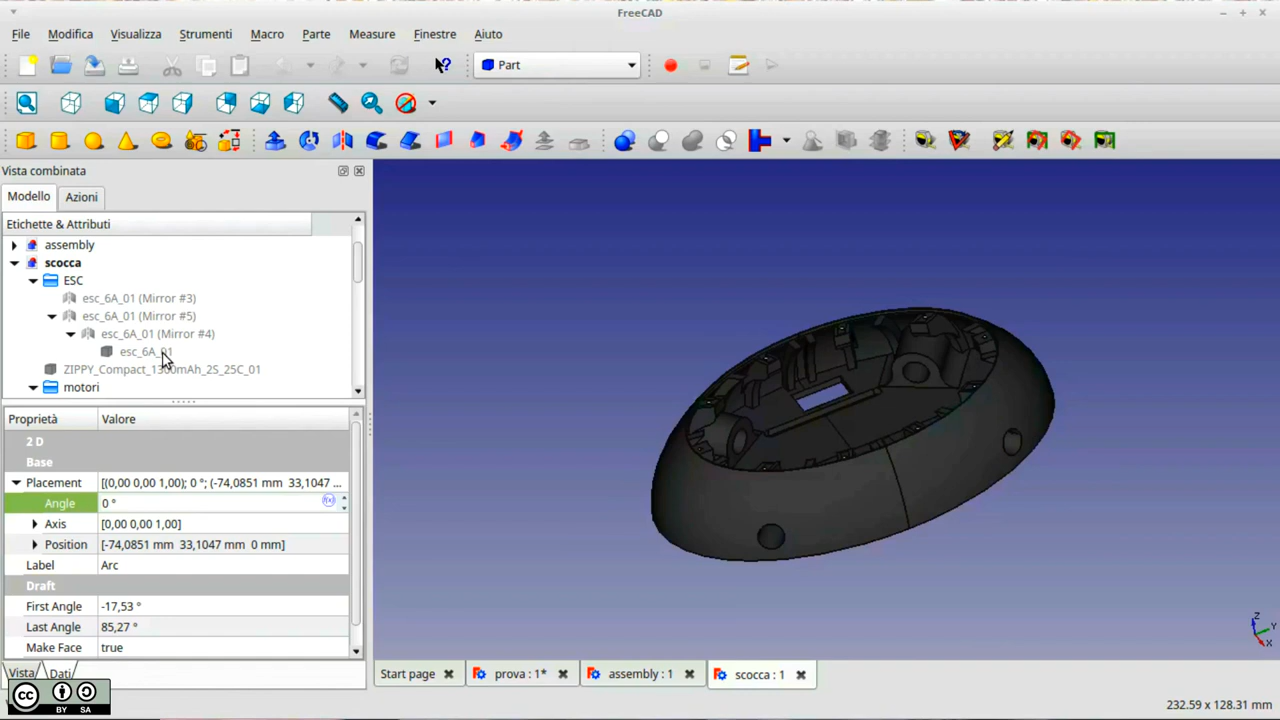 FreeCAD
File Modifica Visualizza Strumenti Macro Parte Measure Finestre Aiuto
Part
Vista combinata
Modello Azioni
Etichette & Attributi
assembly
scocca
ESC
esc_6A_01 (Mirror #3)
esc_6A_01 (Mirror #5)
esc_6A_01 (Mirror #4)
esc_6A_01
ZIPPY_Compact_1300mAh_2S_25C_01
motori
Proprietà Valore
2 D
Base
Placement [(0,00 0,00 1,00); 0 °; (-74,0851 mm 33,1047 ...
Angle 0 °
Axis [0,00 0,00 1,00]
Position [-74,0851 mm 33,1047 mm 0 mm]
Label Arc
Draft
First Angle -17,53 °
Last Angle 85,27 °
Make Face true
Vista Dati
Start page prova : 1* assembly : 1 scocca : 1
Z
Y
X
cc
BY SA
232.59 x 128.31 mm